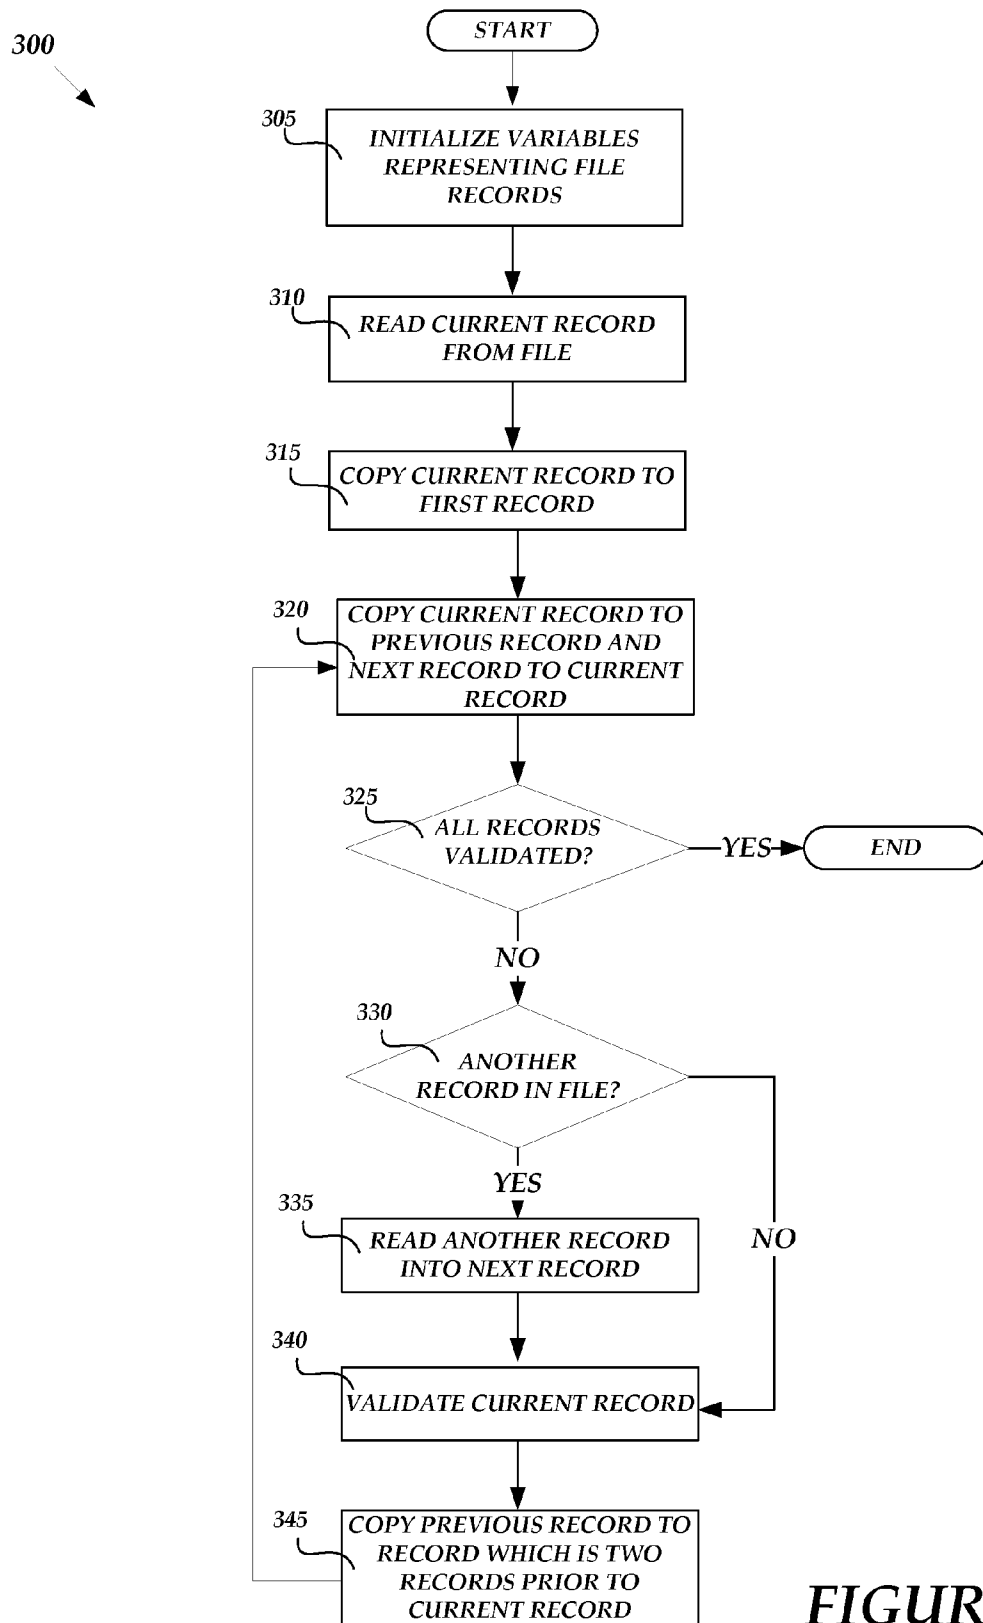 START
300
305
INITIALIZE VARIABLES
REPRESENTING FILE
RECORDS
310
READ CURRENT RECORD
FROM FILE
315
COPY CURRENT RECORD TO
FIRST RECORD
320
COPY CURRENT RECORD TO
PREVIOUS RECORD AND
NEXT RECORD TO CURRENT
RECORD
325
ALL RECORDS
VALIDATED?
YES
END
NO
330
ANOTHER
RECORD IN FILE?
YES
NO
335
READ ANOTHER RECORD
INTO NEXT RECORD
340
VALIDATE CURRENT RECORD
345
COPY PREVIOUS RECORD TO
RECORD WHICH IS TWO
RECORDS PRIOR TO
CURRENT RECORD
FIGUR